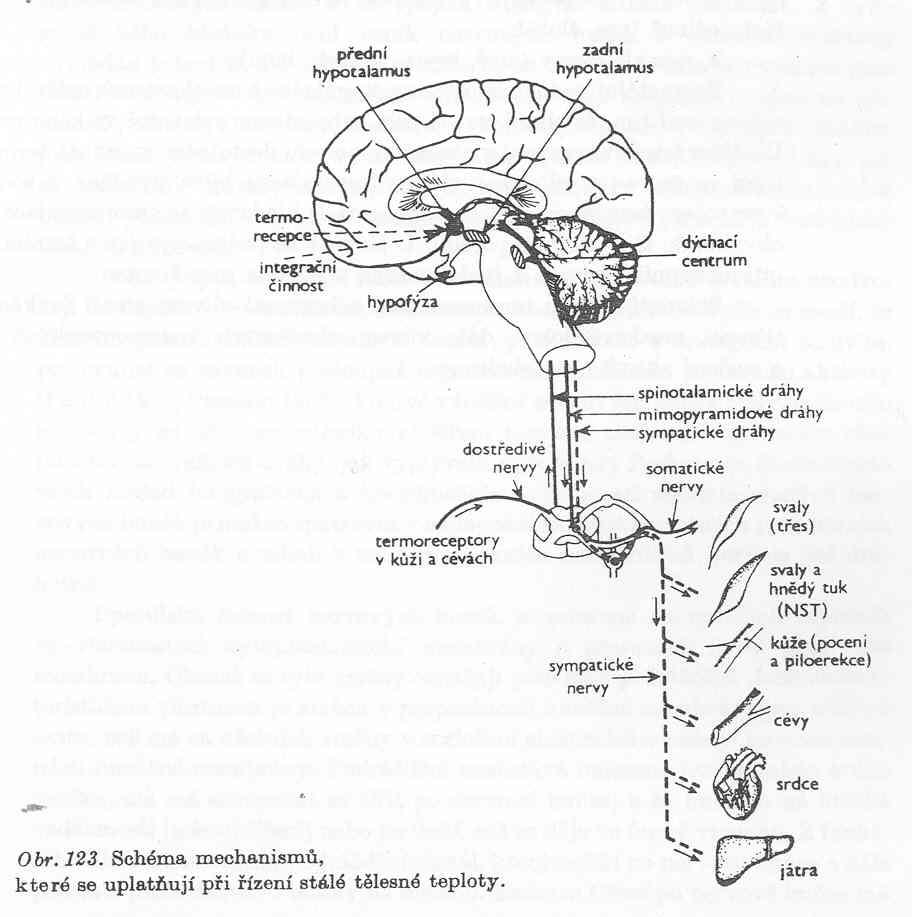 přední
hypotalamus
zadní
hypotalamus
termo-
recepce
integrační
činnost
hypofýza
dýchací
centrum
spinotalamické dráhy
mimopyramidové dráhy
sympatické dráhy
dostředivé
nervy
somatické
nervy
termoreceptory
v kůži a cévách
svaly
(třes)
svaly a
hnědý tuk
(NST)
kůže (pocení
a piloerekce)
sympatické
nervy
cévy
srdce
játra
Obr. 123. Schéma mechanismů,
které se uplatňují při řízení stálé tělesné teploty.